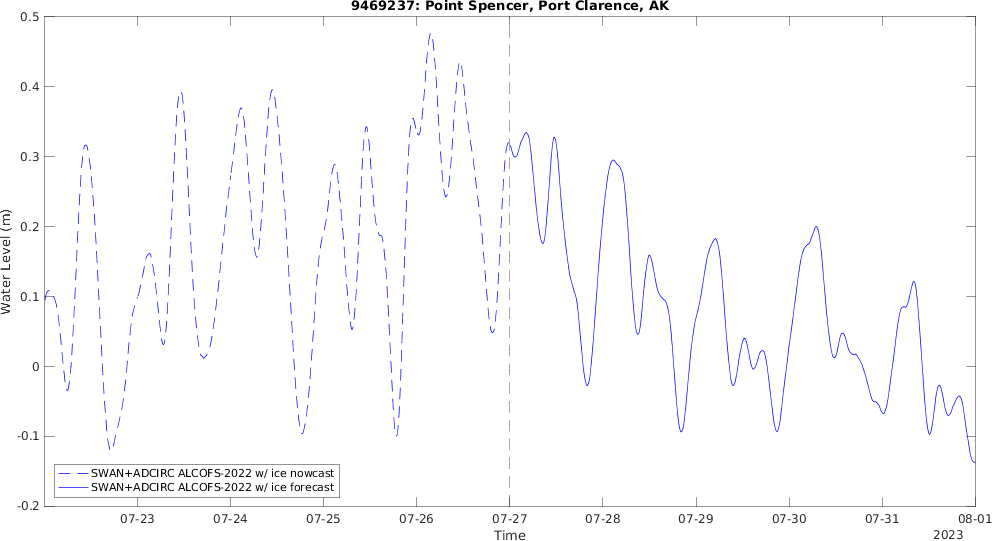 9469237: Point Spencer, Port Clarence, AK
0.5
0.4
0.3
0.2
0.1
0
-0.1
-0.2
Water Level (m)
SWAN+ADCIRC ALCOFS-2022 w/ ice nowcast
SWAN+ADCIRC ALCOFS-2022 w/ ice forecast
07-23 07-24 07-25 07-26 07-27 07-28 07-29 07-30 07-31 08-01
Time
2023